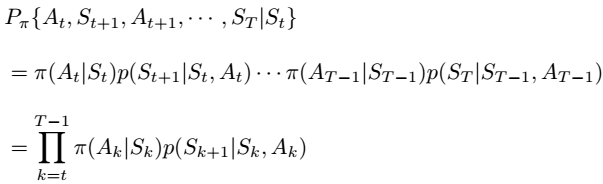 P_π{A_t, S_{t+1}, A_{t+1}, ⋯ , S_T|S_t}
= π(A_t|S_t)p(S_{t+1}|S_t, A_t) ⋯ π(A_{T−1}|S_{T−1})p(S_T|S_{T−1}, A_{T−1})
= ∏_{k=t}^{T−1} π(A_k|S_k)p(S_{k+1}|S_k, A_k)